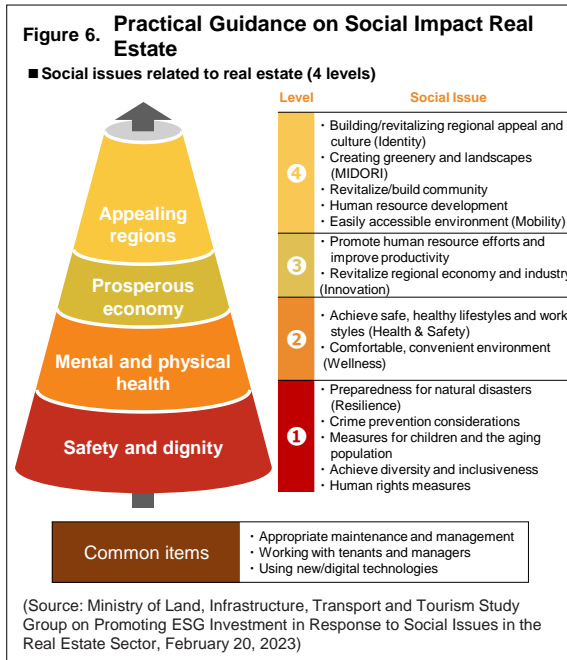 Figure 6. Practical Guidance on Social Impact Real
Estate
■ Social issues related to real estate (4 levels)
Level Social Issue
Appealing
regions
4
・Building/revitalizing regional appeal and
culture (Identity)
・Creating greenery and landscapes
(MIDORI)
・Revitalize/build community
・Human resource development
・Easily accessible environment (Mobility)
Prosperous
economy
3
・Promote human resource efforts and
improve productivity
・Revitalize regional economy and industry
(Innovation)
Mental and physical
health
2
・Achieve safe, healthy lifestyles and work
styles (Health & Safety)
・Comfortable, convenient environment
(Wellness)
Safety and dignity
1
・Preparedness for natural disasters
(Resilience)
・Crime prevention considerations
・Measures for children and the aging
population
・Achieve diversity and inclusiveness
・Human rights measures
Common items
・Appropriate maintenance and management
・Working with tenants and managers
・Using new/digital technologies
(Source: Ministry of Land, Infrastructure, Transport and Tourism Study
Group on Promoting ESG Investment in Response to Social Issues in the
Real Estate Sector, February 20, 2023)